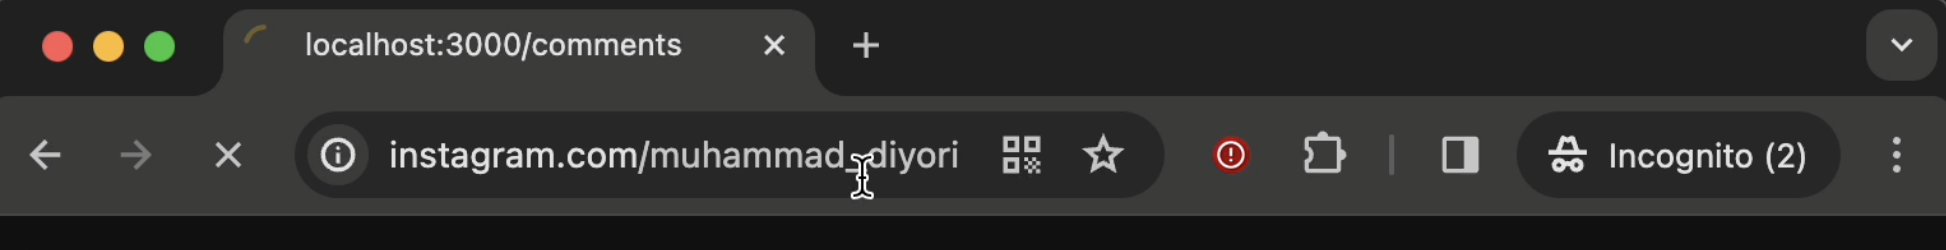 localhost:3000/comments
instagram.com/muhammad_diyori
Incognito (2)